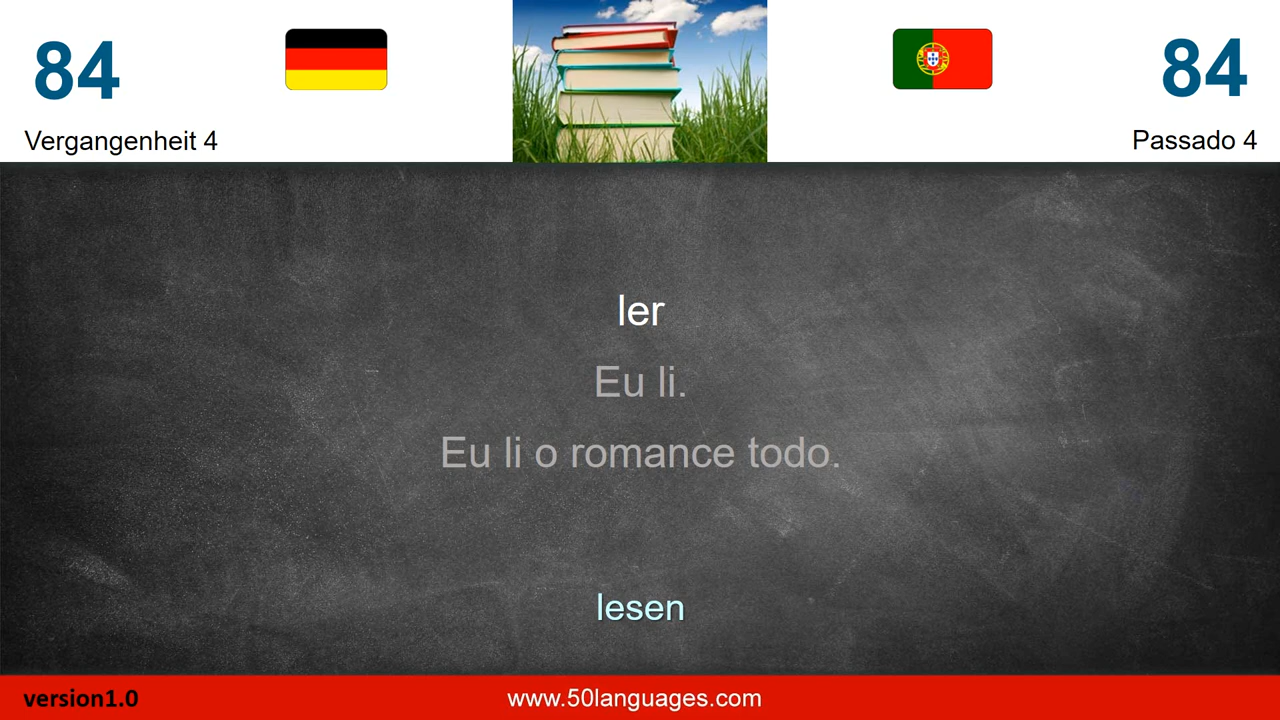 84
84
Vergangenheit 4
Passado 4
ler
Eu li.
Eu li o romance todo.
lesen
version1.0
www.50languages.com